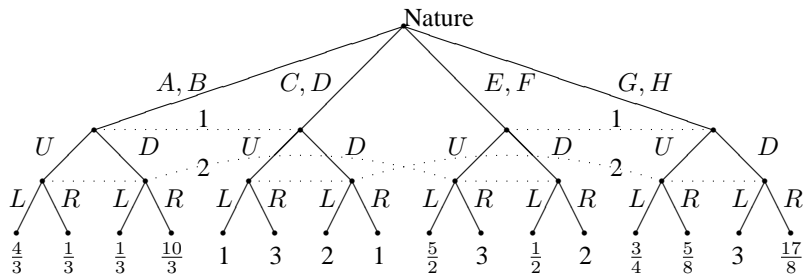 Nature
A, B C, D E, F G, H
1 1
U D U D U D U D
2 2
L R L R L R L R L R L R L R L R
4/3 1/3 1/3 10/3 1 3 2 1 5/2 3 1/2 2 3/4 5/8 3 17/8